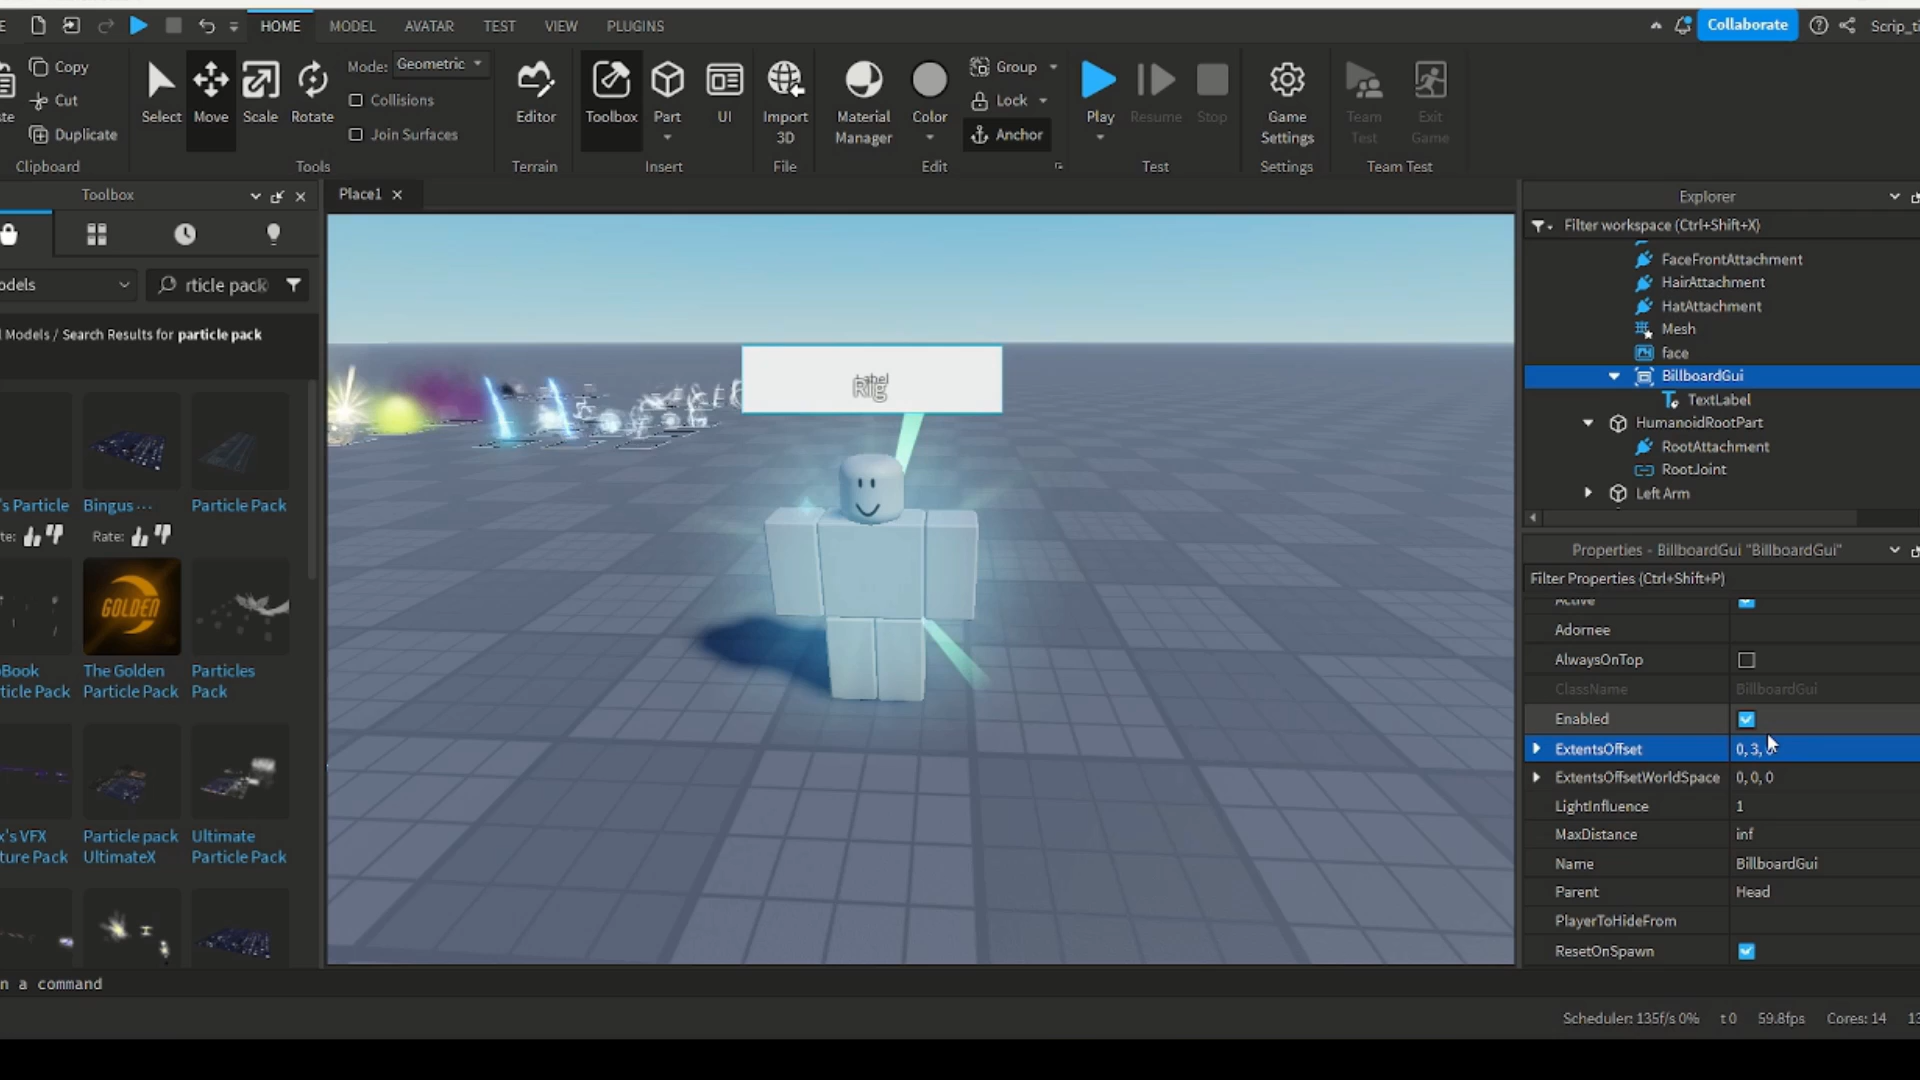 HOME
MODEL
AVATAR
TEST
VIEW
PLUGINS
Collaborate
Copy
Cut
Duplicate
Clipboard
Select
Move
Scale
Rotate
Mode:
Geometric
Collisions
Join Surfaces
Tools
Editor
Terrain
Toolbox
Part
UI
Insert
Import
3D
File
Material
Manager
Color
Group
Lock
Anchor
Edit
Play
Resume
Stop
Test
Game
Settings
Settings
Team
Test
Exit
Game
Team Test
Toolbox
Place1
Explorer
Filter workspace (Ctrl+Shift+X)
FaceFrontAttachment
HairAttachment
HatAttachment
Mesh
face
BillboardGui
TextLabel
HumanoidRootPart
RootAttachment
RootJoint
Left Arm
odels
rticle pack
l Models / Search Results for particle pack
's Particle
Bingus ...
Particle Pack
te:
Rate:
GOLDEN
oBook
ticle Pack
The Golden
Particle Pack
Particles
Pack
x's VFX
ture Pack
Particle pack
UltimateX
Ultimate
Particle Pack
Label
Rig
Properties - BillboardGui "BillboardGui"
Filter Properties (Ctrl+Shift+P)
Active
Adornee
AlwaysOnTop
ClassName BillboardGui
Enabled
ExtentsOffset 0, 3,
ExtentsOffsetWorldSpace 0, 0, 0
LightInfluence 1
MaxDistance inf
Name BillboardGui
Parent Head
PlayerToHideFrom
ResetOnSpawn
n a command
Scheduler: 135f/s 0% t 0 59.8fps Cores: 14